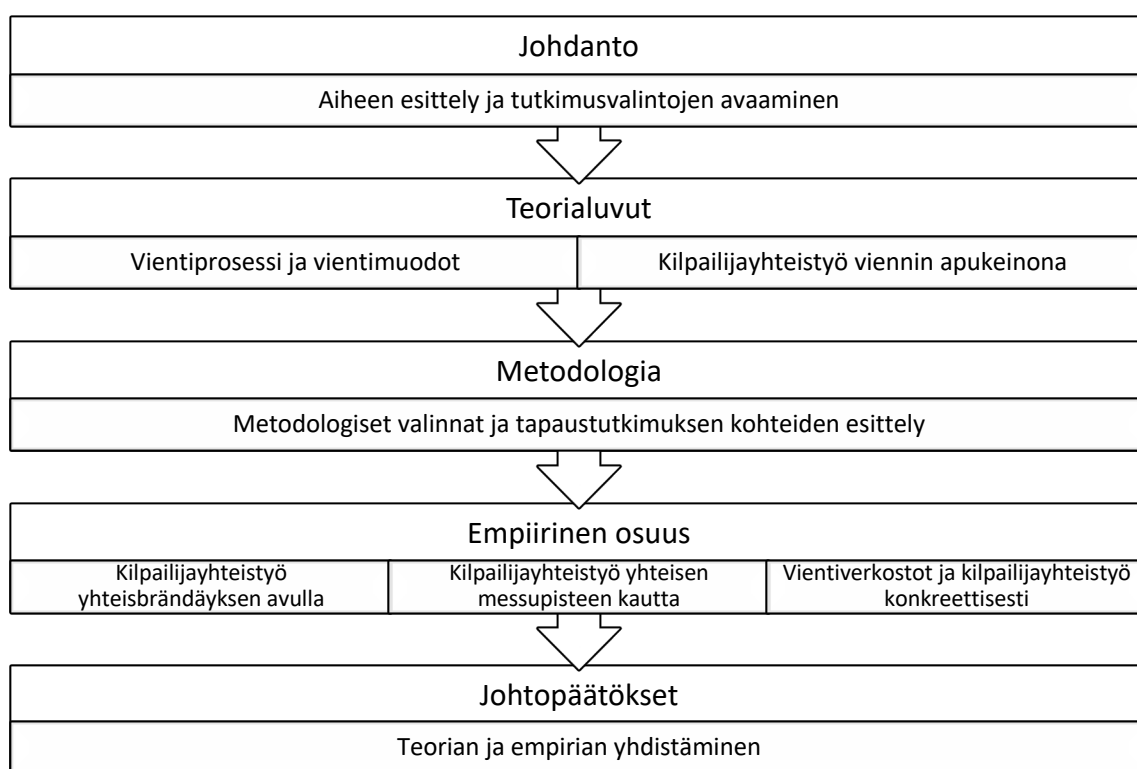 Johdanto
Aiheen esittely ja tutkimusvalintojen avaaminen
Teorialuvut
Vientiprosessi ja vientimuodot
Kilpailijayhteistyö viennin apukeinona
Metodologia
Metodologiset valinnat ja tapaustutkimuksen kohteiden esittely
Empiirinen osuus
Kilpailijayhteistyö
yhteisbrändäyksen avulla
Kilpailijayhteistyö yhteisen
messupisteen kautta
Vientiverkostot ja kilpailijayhteistyö
konkreettisesti
Johtopäätökset
Teorian ja empirian yhdistäminen